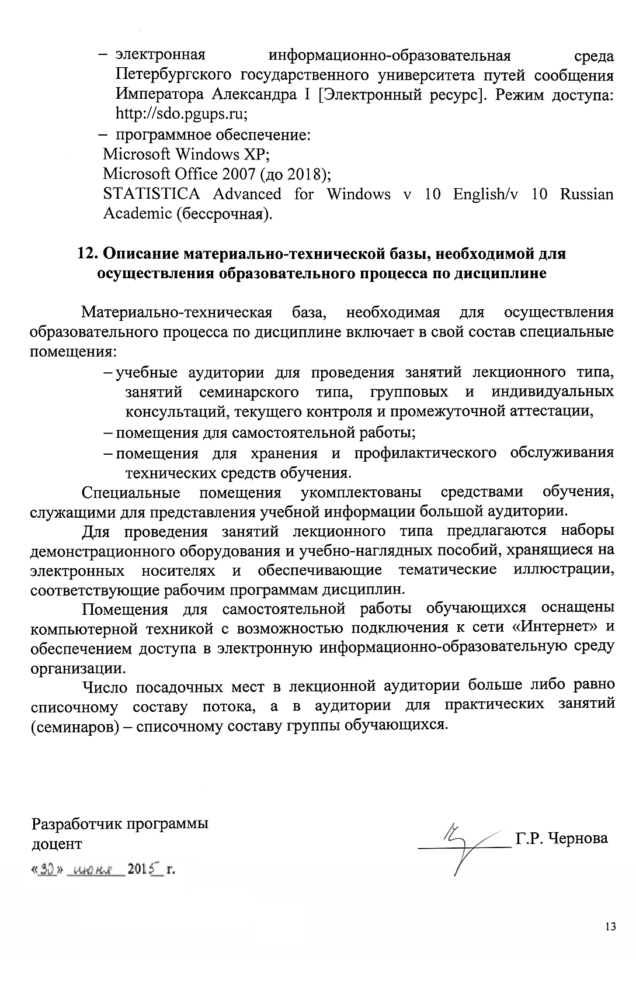 – электронная информационно-образовательная среда
Петербургского государственного университета путей сообщения
Императора Александра I [Электронный ресурс]. Режим доступа:
http://sdo.pgups.ru;
– программное обеспечение:
Microsoft Windows XP;
Microsoft Office 2007 (до 2018);
STATISTICA Advanced for Windows v 10 English/v 10 Russian
Academic (бессрочная).
12. Описание материально-технической базы, необходимой для
осуществления образовательного процесса по дисциплине
Материально-техническая база, необходимая для осуществления
образовательного процесса по дисциплине включает в свой состав специальные
помещения:
– учебные аудитории для проведения занятий лекционного типа,
занятий семинарского типа, групповых и индивидуальных
консультаций, текущего контроля и промежуточной аттестации,
– помещения для самостоятельной работы;
– помещения для хранения и профилактического обслуживания
технических средств обучения.
Специальные помещения укомплектованы средствами обучения,
служащими для представления учебной информации большой аудитории.
Для проведения занятий лекционного типа предлагаются наборы
демонстрационного оборудования и учебно-наглядных пособий, хранящиеся на
электронных носителях и обеспечивающие тематические иллюстрации,
соответствующие рабочим программам дисциплин.
Помещения для самостоятельной работы обучающихся оснащены
компьютерной техникой с возможностью подключения к сети «Интернет» и
обеспечением доступа в электронную информационно-образовательную среду
организации.
Число посадочных мест в лекционной аудитории больше либо равно
списочному составу потока, а в аудитории для практических занятий
(семинаров) – списочному составу группы обучающихся.
Разработчик программы
доцент
Г.Р. Чернова
«30» июня 2015 г.
13